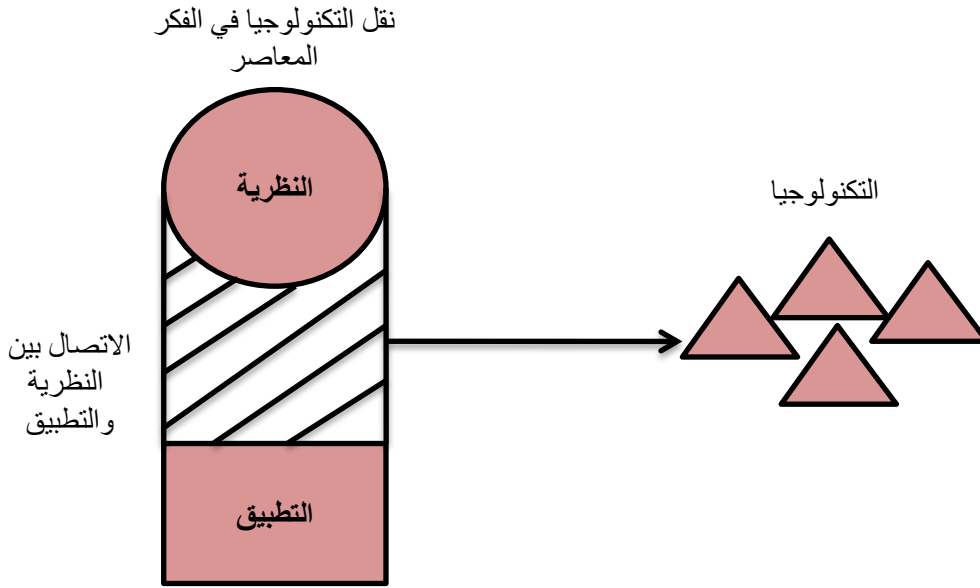 نقل التكنولوجيا في الفكر
المعاصر
النظرية
التكنولوجيا
الاتصال بين
النظرية
والتطبيق
التطبيق